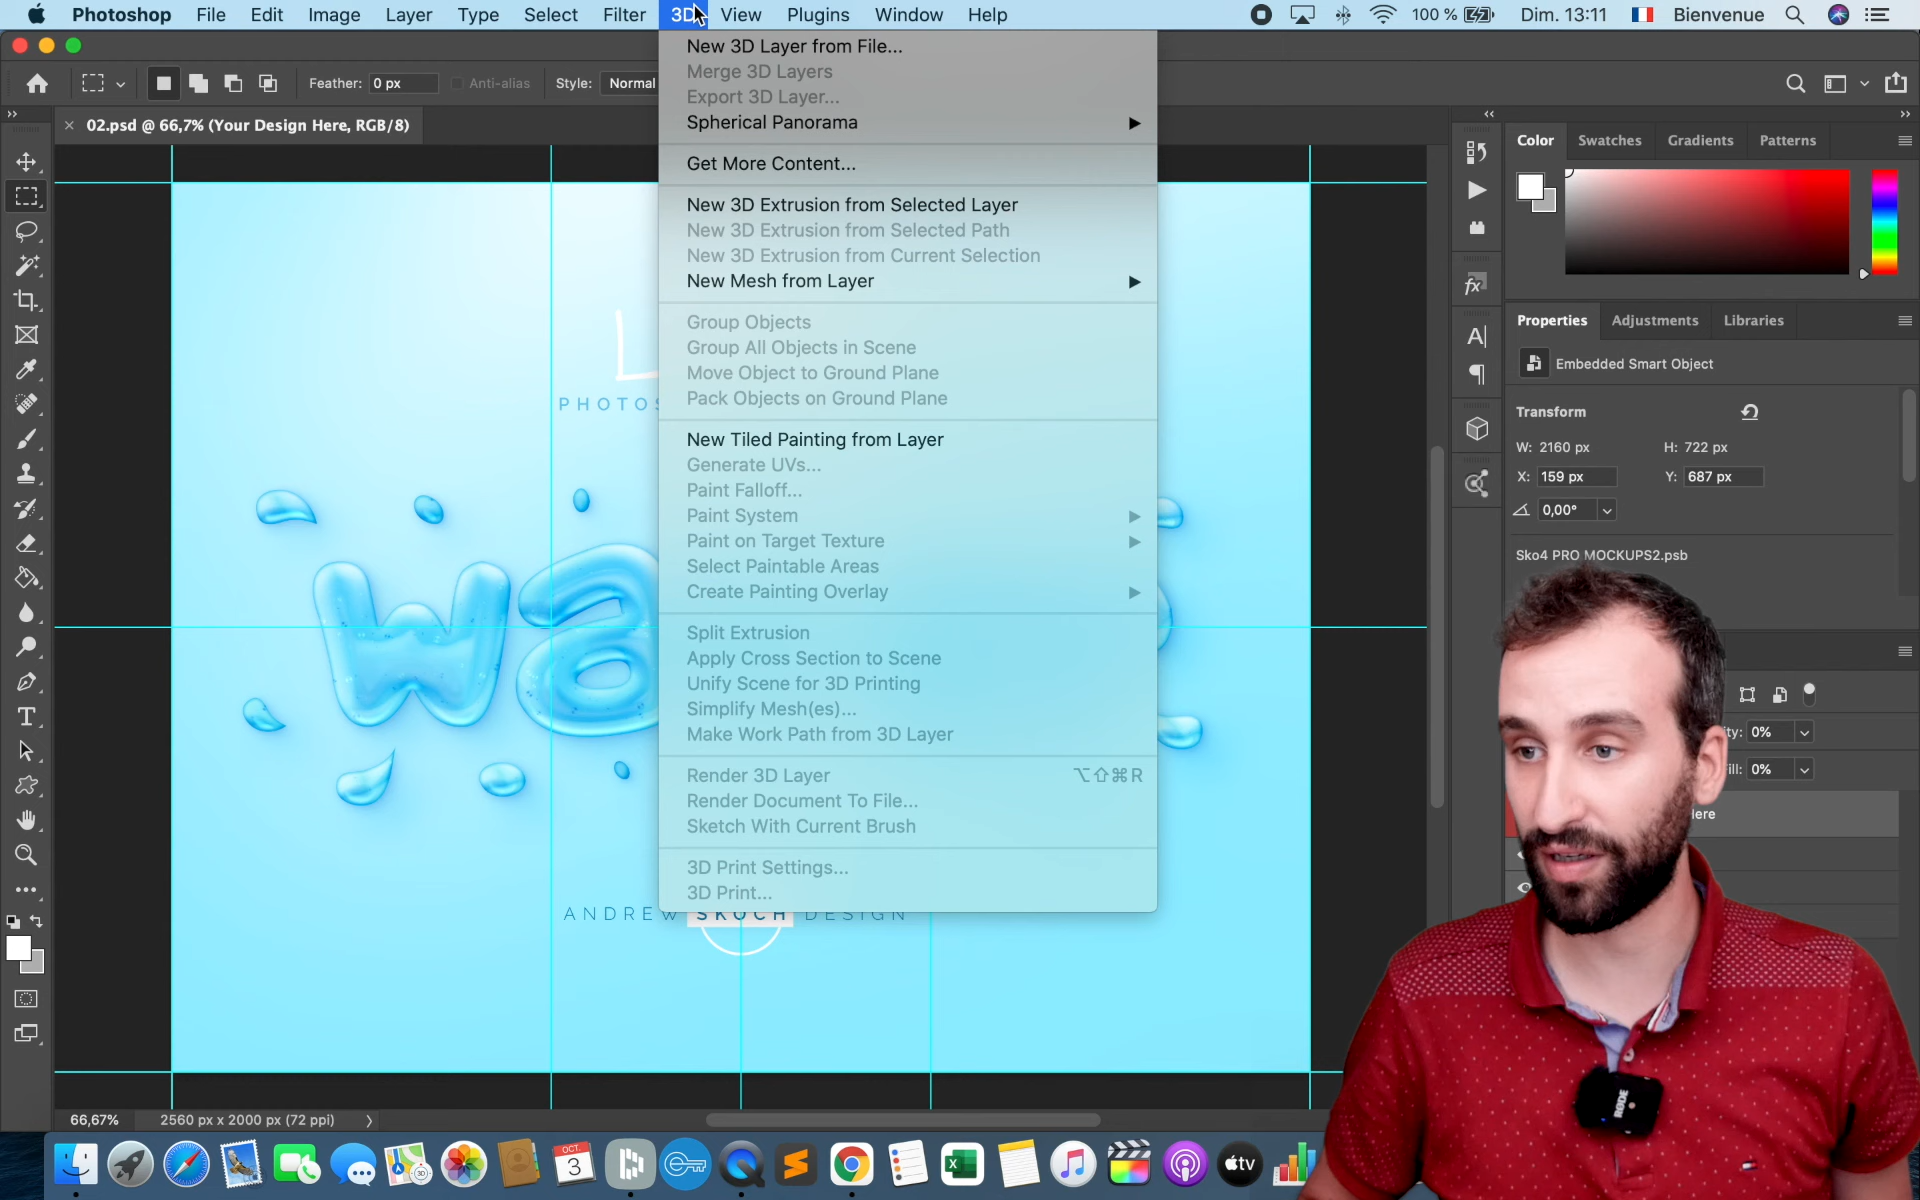 Photoshop File Edit Image Layer Type Select Filter 3D View Plugins Window Help 100 % Dim. 13:11 Bienvenue
Feather: 0 px Anti-alias Style: Normal
× 02.psd @ 66,7% (Your Design Here, RGB/8)
New 3D Layer from File...
Merge 3D Layers
Export 3D Layer...
Spherical Panorama
Get More Content...
New 3D Extrusion from Selected Layer
New 3D Extrusion from Selected Path
New 3D Extrusion from Current Selection
New Mesh from Layer
Group Objects
Group All Objects in Scene
Move Object to Ground Plane
Pack Objects on Ground Plane
New Tiled Painting from Layer
Generate UVs...
Paint Falloff...
Paint System
Paint on Target Texture
Select Paintable Areas
Create Painting Overlay
Split Extrusion
Apply Cross Section to Scene
Unify Scene for 3D Printing
Simplify Mesh(es)...
Make Work Path from 3D Layer
Render 3D Layer ⌥⇧⌘R
Render Document To File...
Sketch With Current Brush
3D Print Settings...
3D Print...
L
PHOTOS
wa
ANDREW SKOCH DESIGN
Color Swatches Gradients Patterns
Properties Adjustments Libraries
Embedded Smart Object
Transform
W: 2160 px H: 722 px
X: 159 px Y: 687 px
0,00°
Sko4 PRO MOCKUPS2.psb
ity: 0%
ill: 0%
lere
66,67% 2560 px x 2000 px (72 ppi)
OCT.
3
tv
RØDE